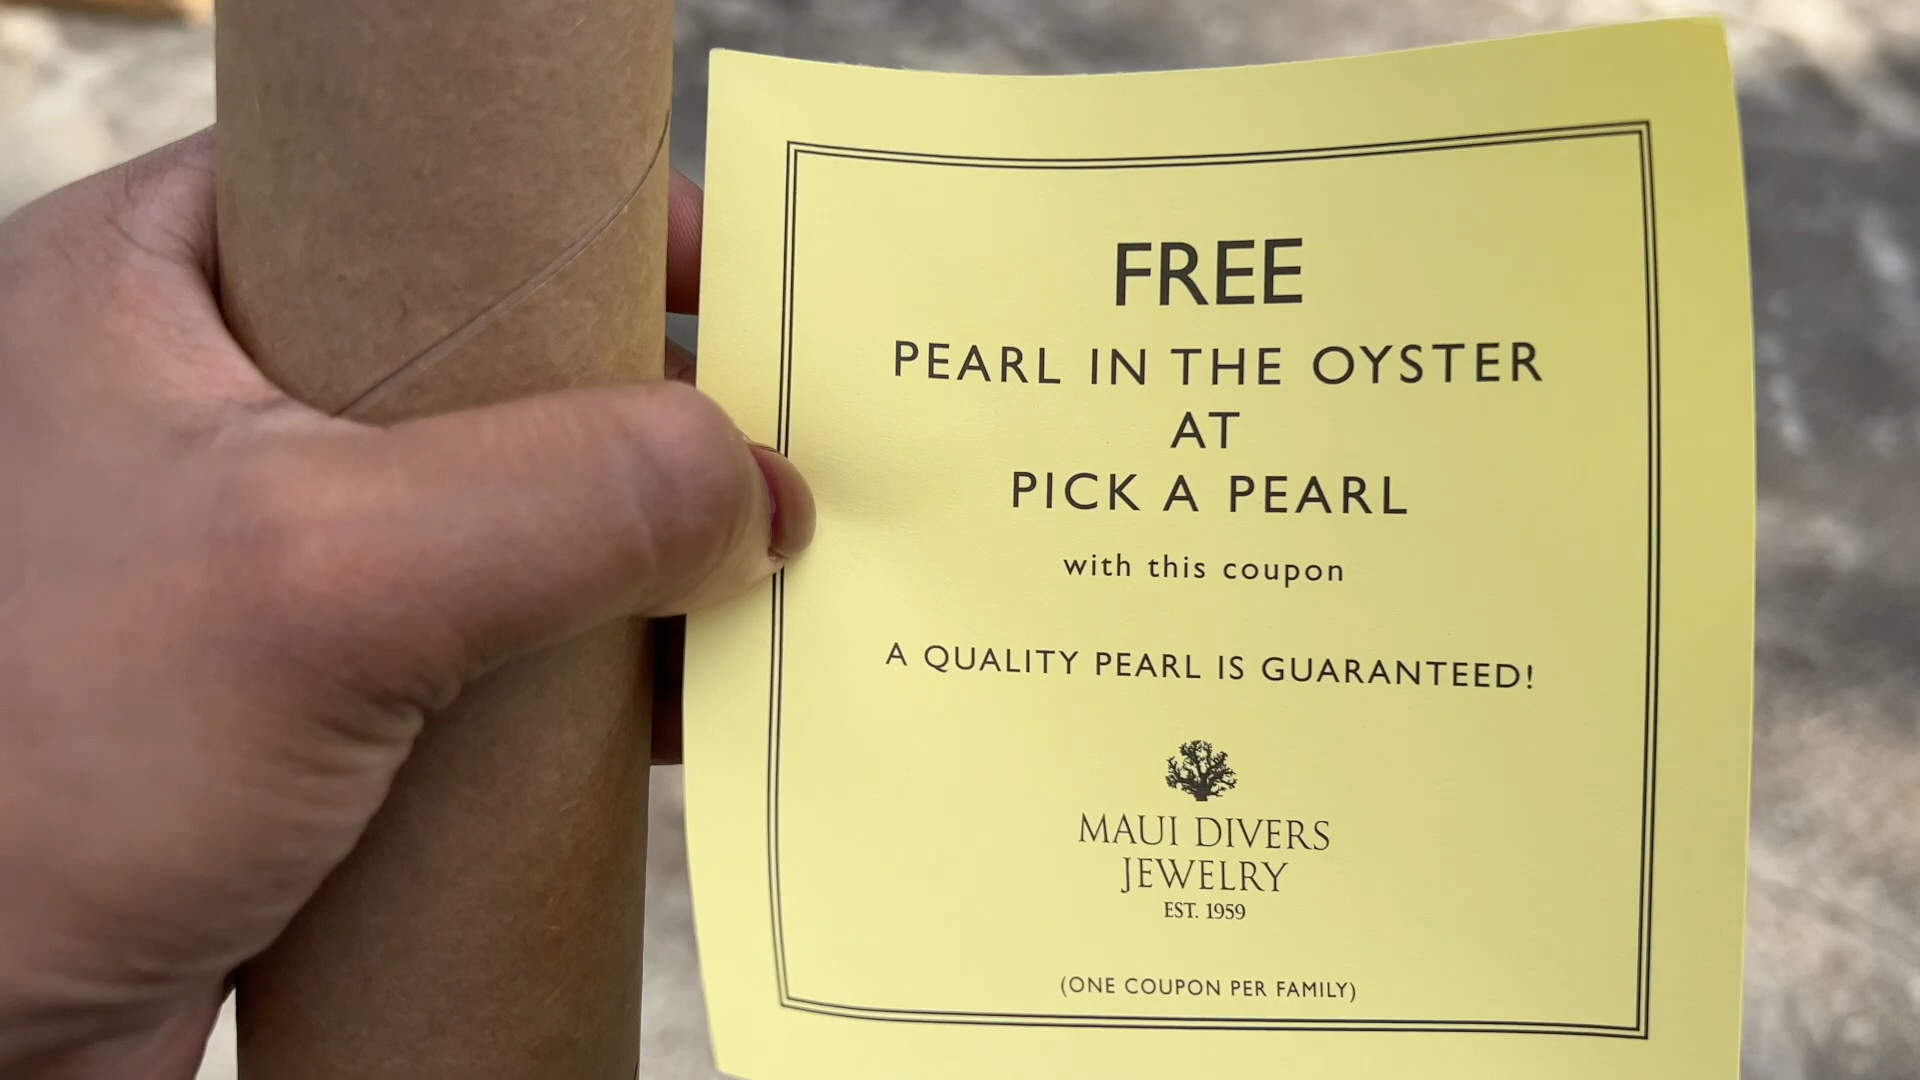 FREE
PEARL IN THE OYSTER
AT
PICK A PEARL
with this coupon
A QUALITY PEARL IS GUARANTEED!
MAUI DIVERS
JEWELRY
EST. 1959
(ONE COUPON PER FAMILY)